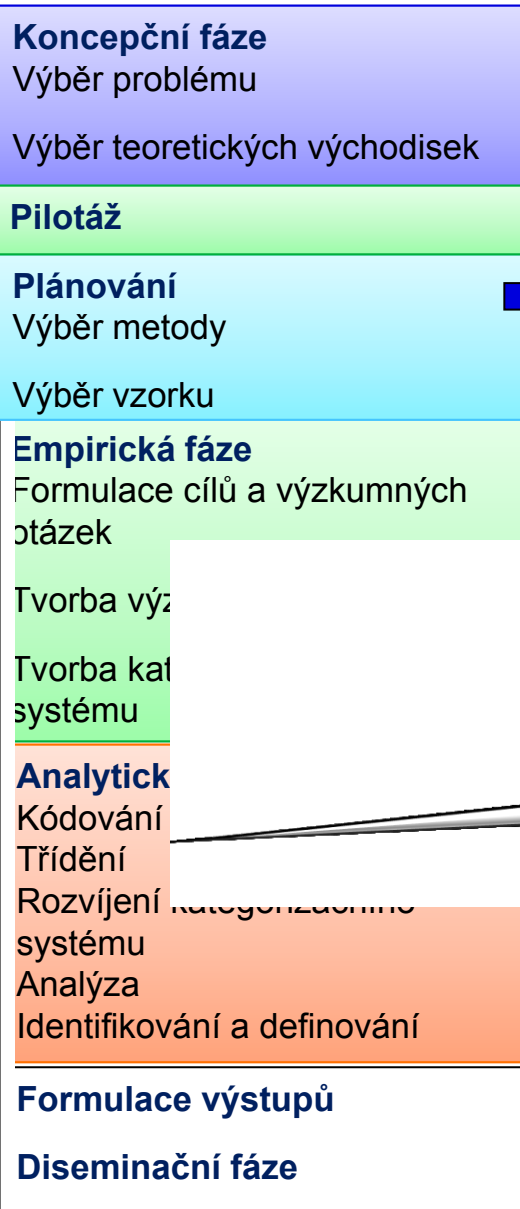 Koncepční fáze
Výběr problému
Výběr teoretických východisek
Pilotáž
Plánování
Výběr metody
Výběr vzorku
Empirická fáze
Formulace cílů a výzkumných
otázek
Tvorba
Tvorba
systému
Kódování
Třídění
Rozvíjení kategorizačního
systému
Analýza
Identifikování a definování
Formulace výstupů
Diseminační fáze